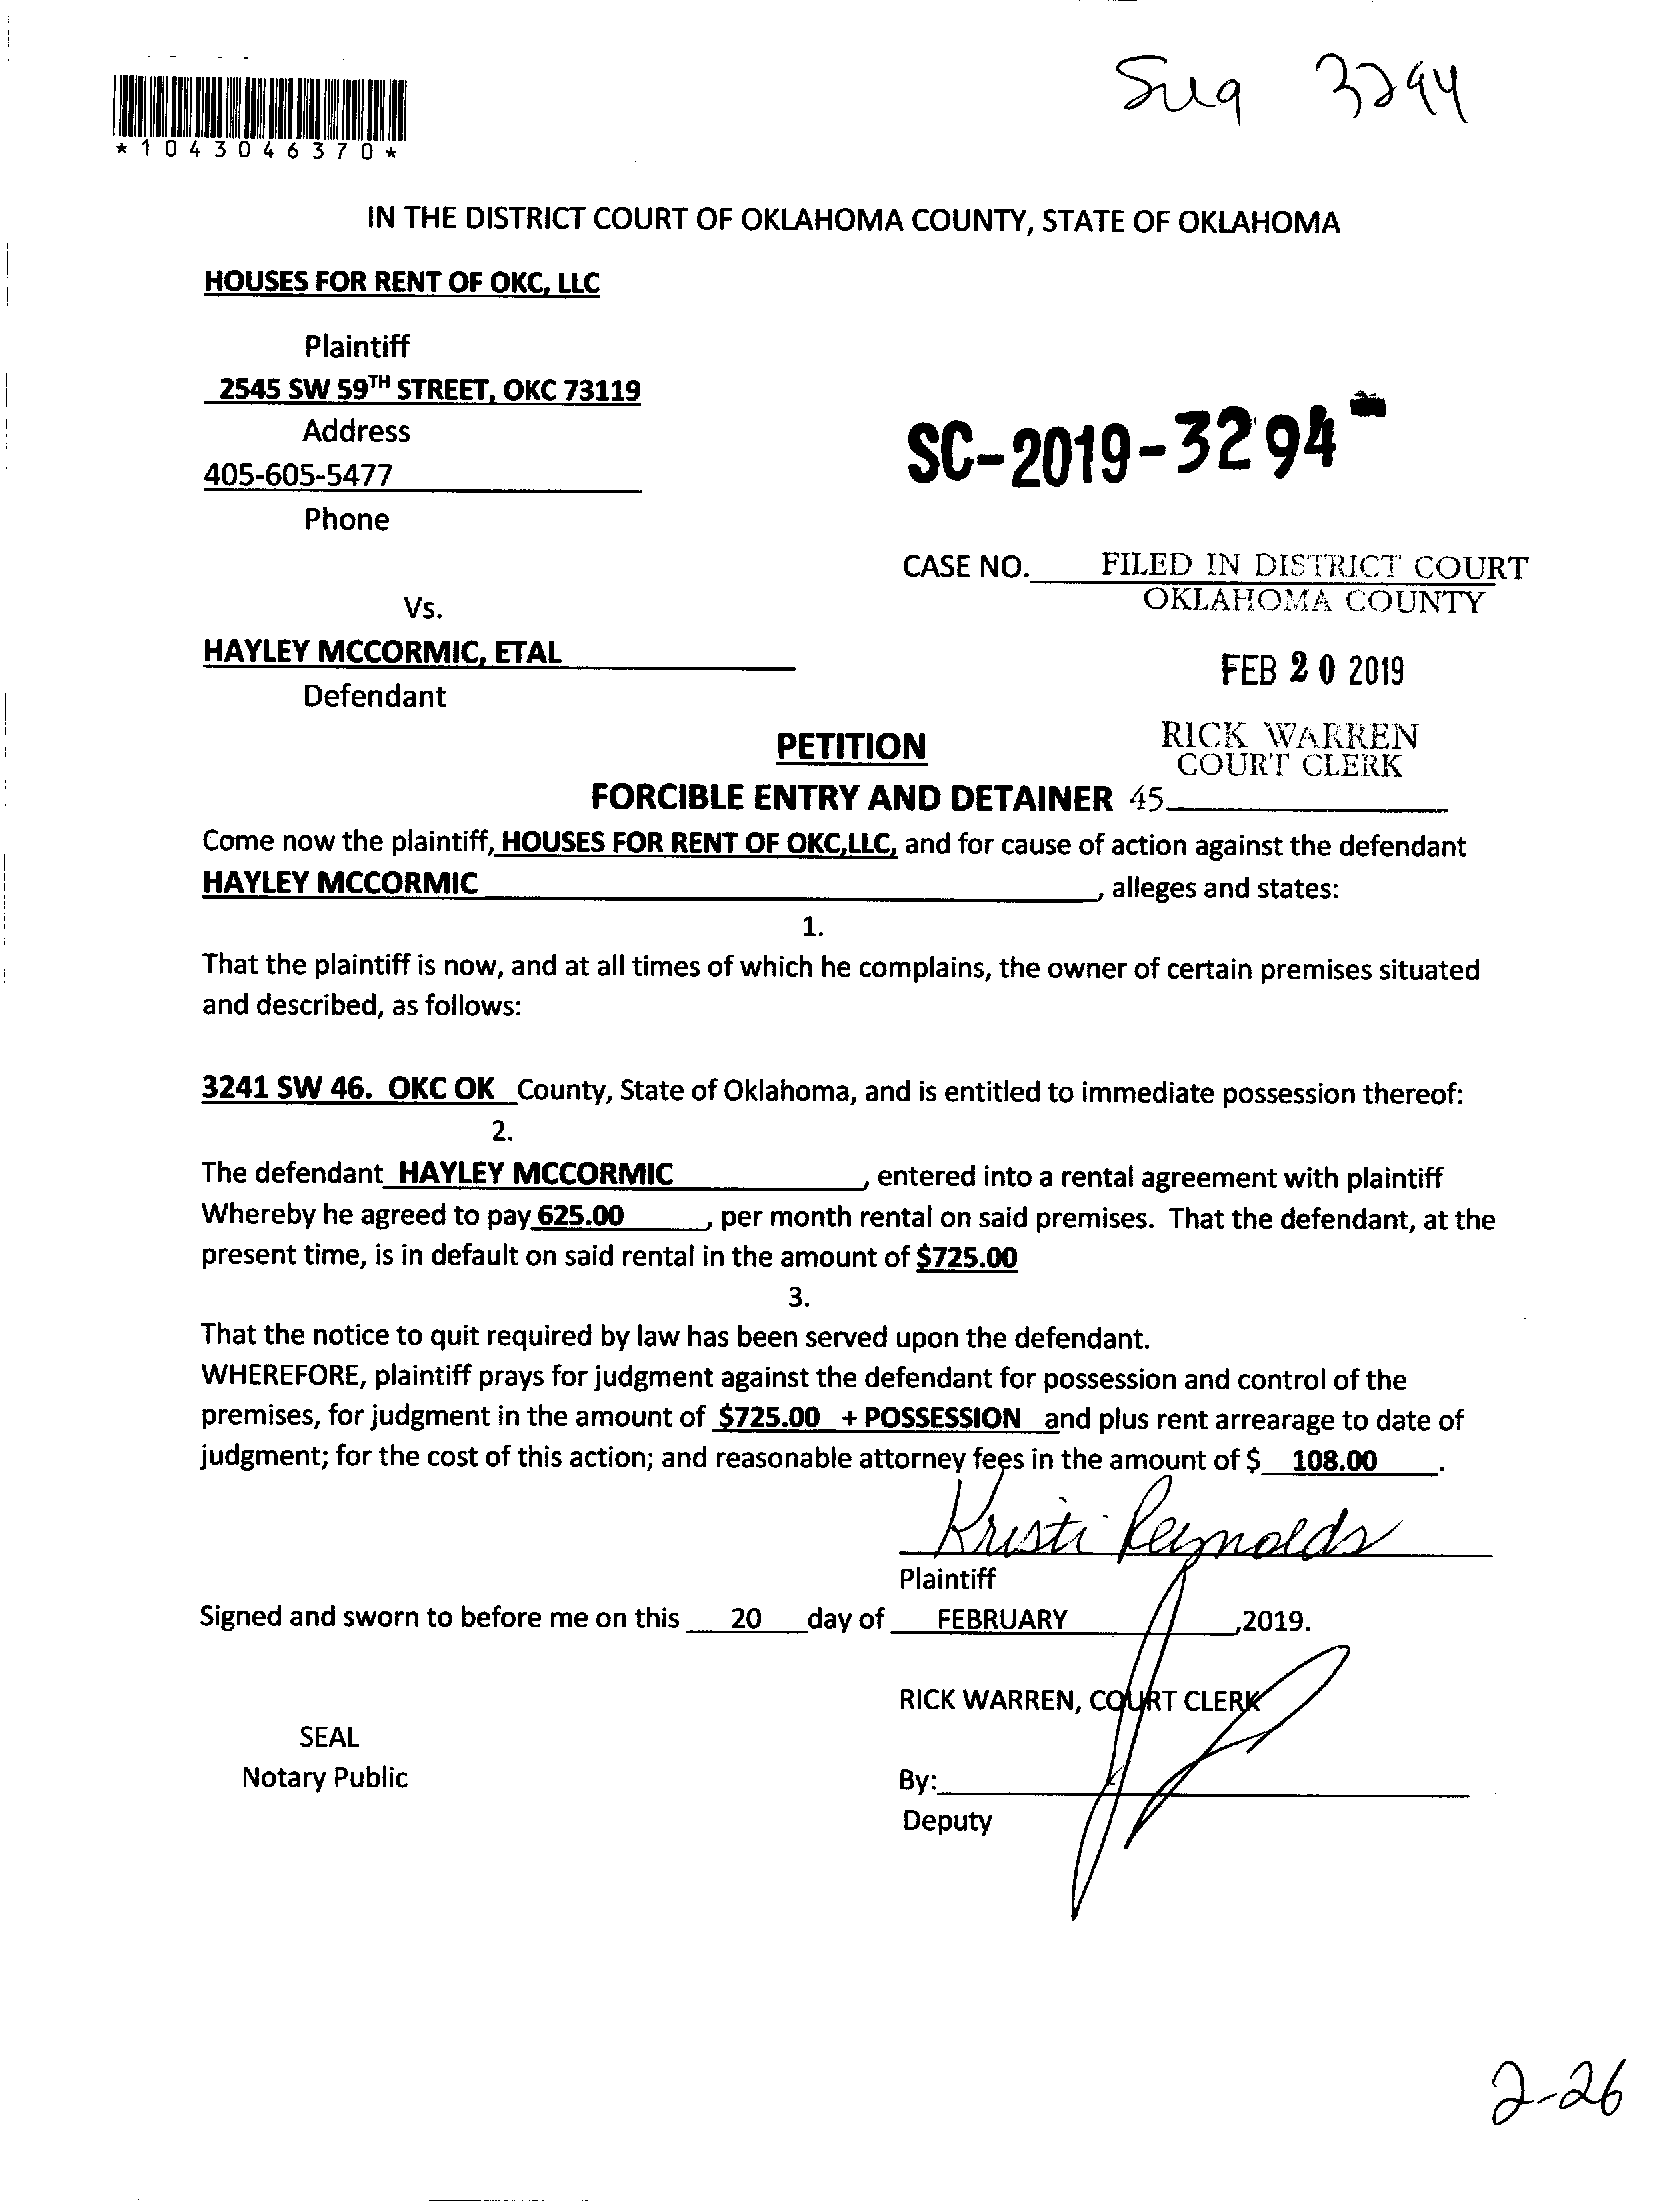 Sug 3294
*1043046370*
IN THE DISTRICT COURT OF OKLAHOMA COUNTY, STATE OF OKLAHOMA
HOUSES FOR RENT OF OKC, LLC
Plaintiff
2545 SW 59TH STREET, OKC 73119
Address
405-605-5477
Phone
SC-2019-3294
CASE NO. FILED IN DISTRICT COURT
OKLAHOMA COUNTY
Vs.
HAYLEY MCCORMIC, ETAL
Defendant
FEB 20 2019
RICK WARREN
COURT CLERK
PETITION
FORCIBLE ENTRY AND DETAINER 45
Come now the plaintiff, HOUSES FOR RENT OF OKC,LLC, and for cause of action against the defendant
HAYLEY MCCORMIC , alleges and states:
1.
That the plaintiff is now, and at all times of which he complains, the owner of certain premises situated
and described, as follows:
3241 SW 46. OKC OK County, State of Oklahoma, and is entitled to immediate possession thereof:
2.
The defendant HAYLEY MCCORMIC , entered into a rental agreement with plaintiff
Whereby he agreed to pay 625.00 , per month rental on said premises. That the defendant, at the
present time, is in default on said rental in the amount of $725.00
3.
That the notice to quit required by law has been served upon the defendant.
WHEREFORE, plaintiff prays for judgment against the defendant for possession and control of the
premises, for judgment in the amount of $725.00 + POSSESSION and plus rent arrearage to date of
judgment; for the cost of this action; and reasonable attorney fees in the amount of $ 108.00 .
Kristi Reynolds
Plaintiff
Signed and sworn to before me on this 20 day of FEBRUARY ,2019.
RICK WARREN, COURT CLERK
SEAL
Notary Public
By:
Deputy
2-26